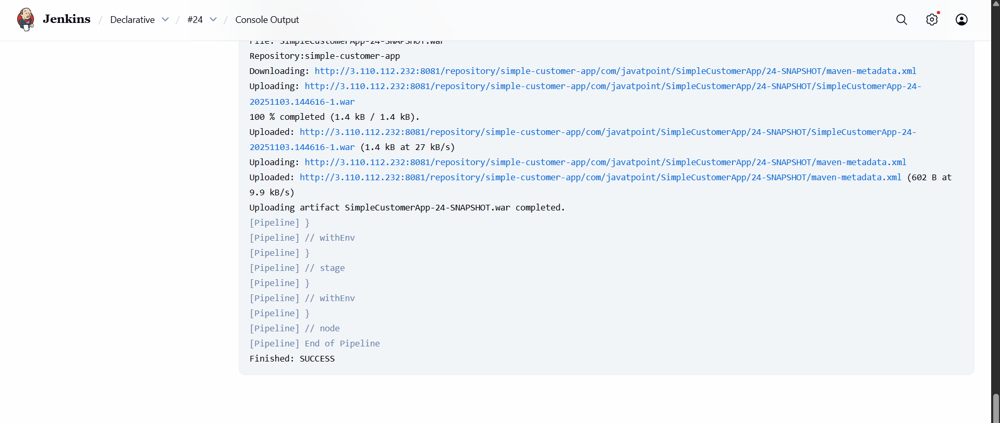 Jenkins / Declarative / #24 / Console Output
File: SimpleCustomerApp-24-SNAPSHOT.war
Repository:simple-customer-app
Downloading: http://3.110.112.232:8081/repository/simple-customer-app/com/javatpoint/SimpleCustomerApp/24-SNAPSHOT/maven-metadata.xml
Uploading: http://3.110.112.232:8081/repository/simple-customer-app/com/javatpoint/SimpleCustomerApp/24-SNAPSHOT/SimpleCustomerApp-24-
20251103.144616-1.war
100 % completed (1.4 kB / 1.4 kB).
Uploaded: http://3.110.112.232:8081/repository/simple-customer-app/com/javatpoint/SimpleCustomerApp/24-SNAPSHOT/SimpleCustomerApp-24-
20251103.144616-1.war (1.4 kB at 27 kB/s)
Uploading: http://3.110.112.232:8081/repository/simple-customer-app/com/javatpoint/SimpleCustomerApp/24-SNAPSHOT/maven-metadata.xml
Uploaded: http://3.110.112.232:8081/repository/simple-customer-app/com/javatpoint/SimpleCustomerApp/24-SNAPSHOT/maven-metadata.xml (602 B at
9.9 kB/s)
Uploading artifact SimpleCustomerApp-24-SNAPSHOT.war completed.
[Pipeline] }
[Pipeline] // withEnv
[Pipeline] }
[Pipeline] // stage
[Pipeline] }
[Pipeline] // withEnv
[Pipeline] }
[Pipeline] // node
[Pipeline] End of Pipeline
Finished: SUCCESS